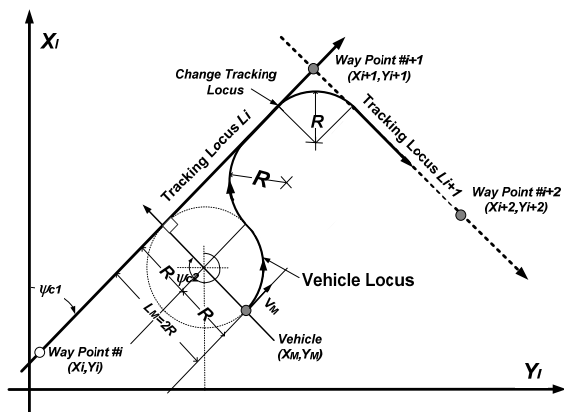 XI
Way Point #i+1
(Xi+1,Yi+1)
Change Tracking
Locus
Tracking Locus Li
R
Tracking Locus Li+1
R
Way Point #i+2
(Xi+2,Yi+2)
ψc1
ψc2
R
R
LM=2R
Vehicle Locus
VM
Vehicle
(XM,YM)
Way Point #i
(Xi,Yi)
YI